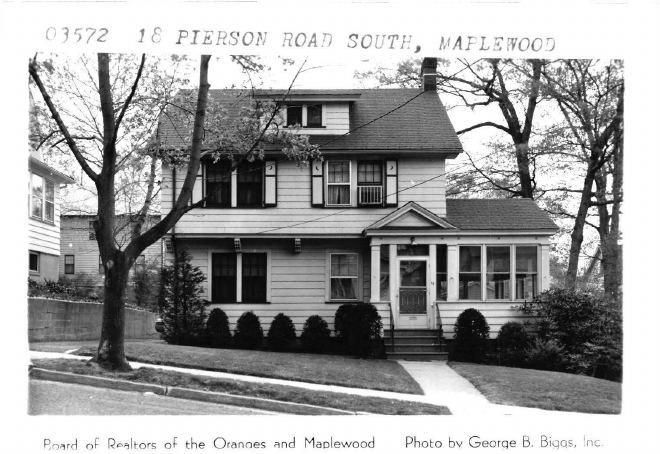 03572 18 PIERSON ROAD SOUTH, MAPLEWOOD
Board of Realtors of the Oranges and Maplewood Photo by George B. Biggs, Inc.